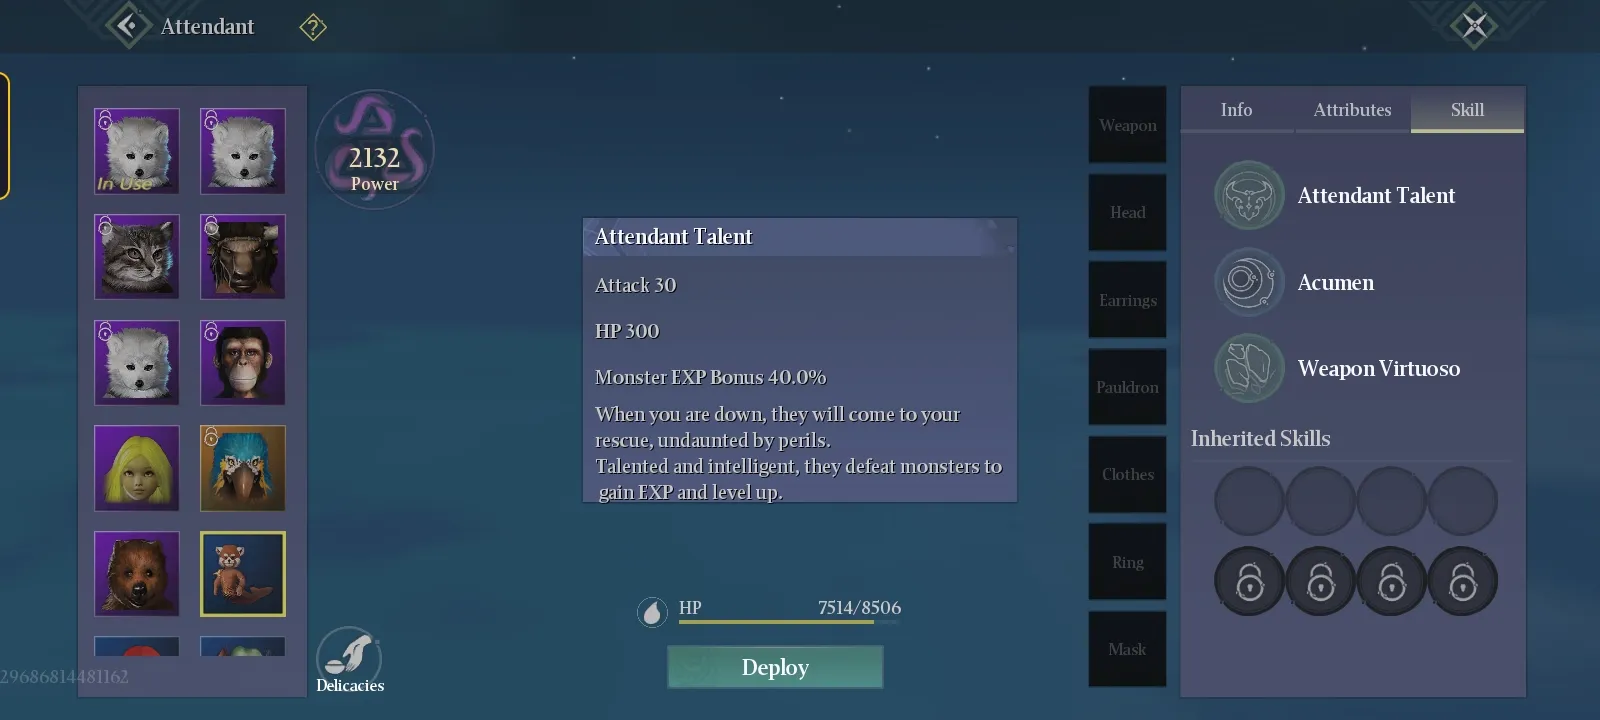 Attendant
?
In Use
2132
Power
Attendant Talent
Attack 30
HP 300
Monster EXP Bonus 40.0%
When you are down, they will come to your
rescue, undaunted by perils.
Talented and intelligent, they defeat monsters to
gain EXP and level up.
HP 7514/8506
Deploy
Delicacies
29686814481162
Weapon
Head
Earrings
Pauldron
Clothes
Ring
Mask
Info Attributes Skill
Attendant Talent
Acumen
Weapon Virtuoso
Inherited Skills